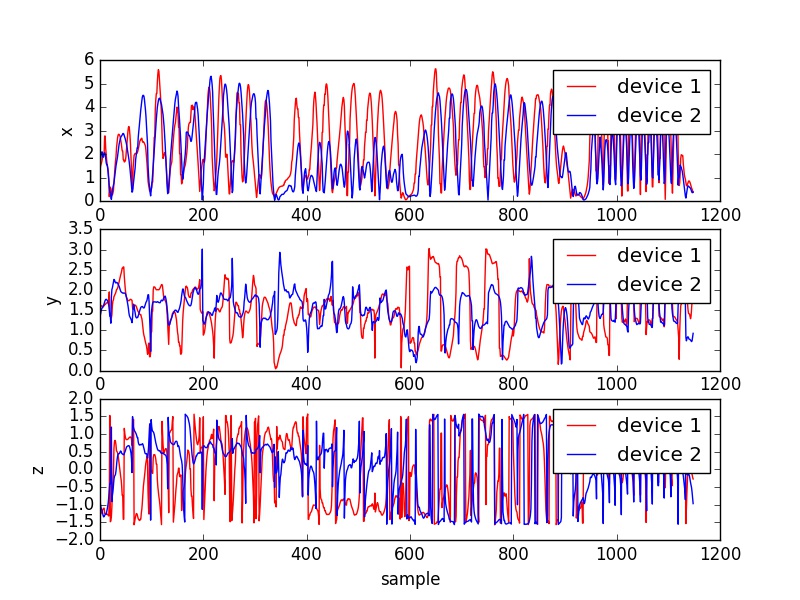 6
5
4
3
2
1
0
x
device 1
device 2
0 200 400 600 800 1000 1200
3.5
3.0
2.5
2.0
1.5
1.0
0.5
0.0
y
device 1
device 2
0 200 400 600 800 1000 1200
2.0
1.5
1.0
0.5
0.0
−0.5
−1.0
−1.5
−2.0
z
device 1
device 2
0 200 400 600 800 1000 1200
sample